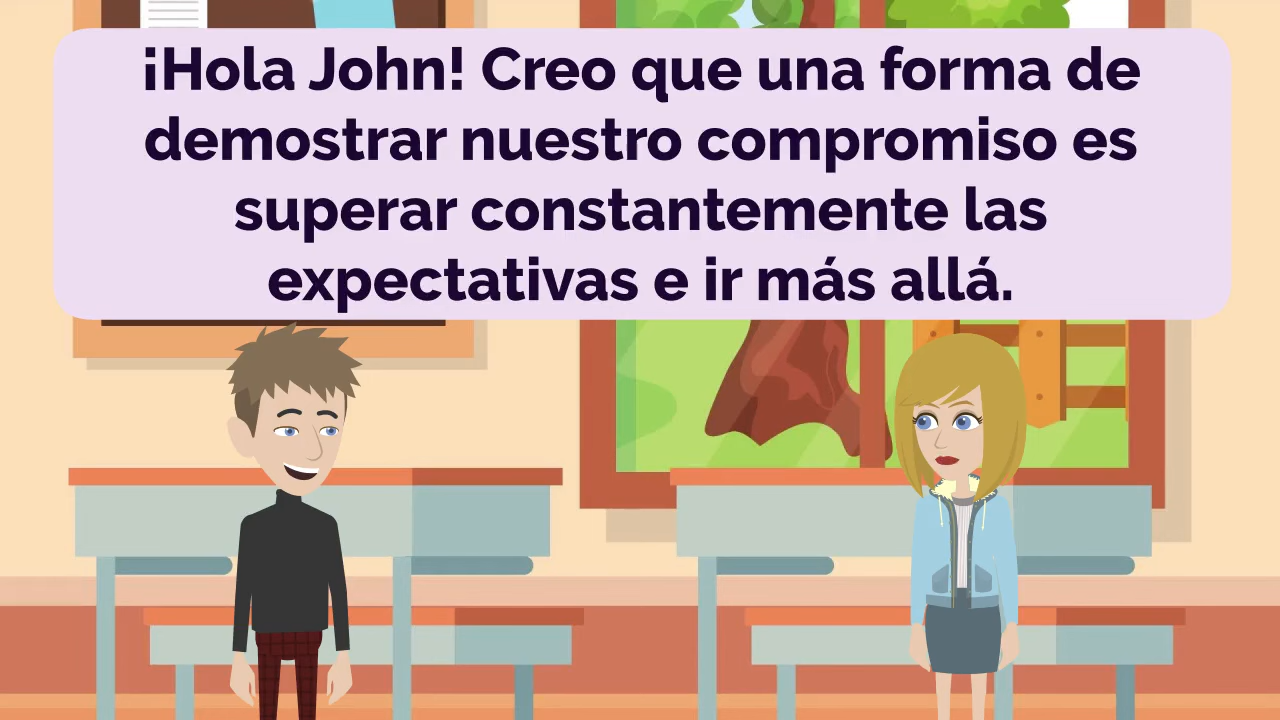 ¡Hola John! Creo que una forma de
demostrar nuestro compromiso es
superar constantemente las
expectativas e ir más allá.